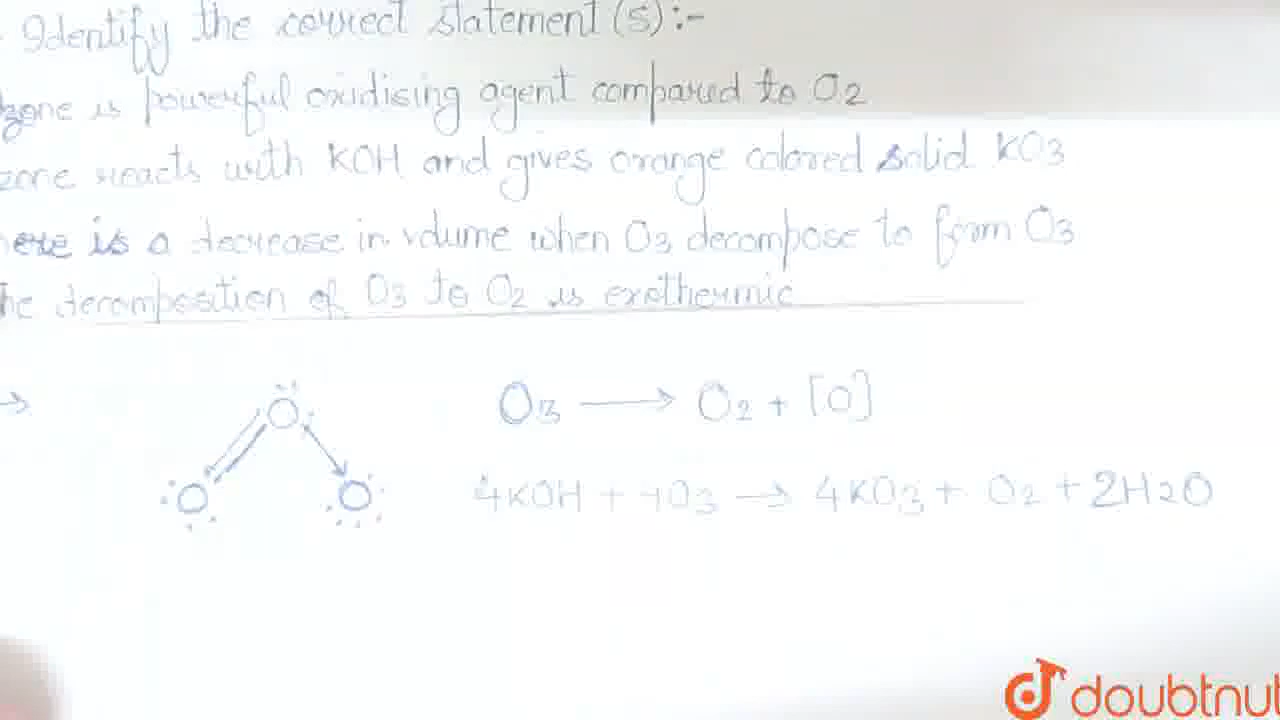 Identify the correct statement (s):-
zone is powerful oxidising agent compared to O2
zone reacts with KOH and gives orange colored solid KO3
here is a decrease in volume when O3 decompose to form O3
he decomposition of O3 to O2 is exothermic
→ O O O
O3 → O2 + [O]
4KOH + 4O3 → 4KO3 + O2 + 2H2O
doubtnut